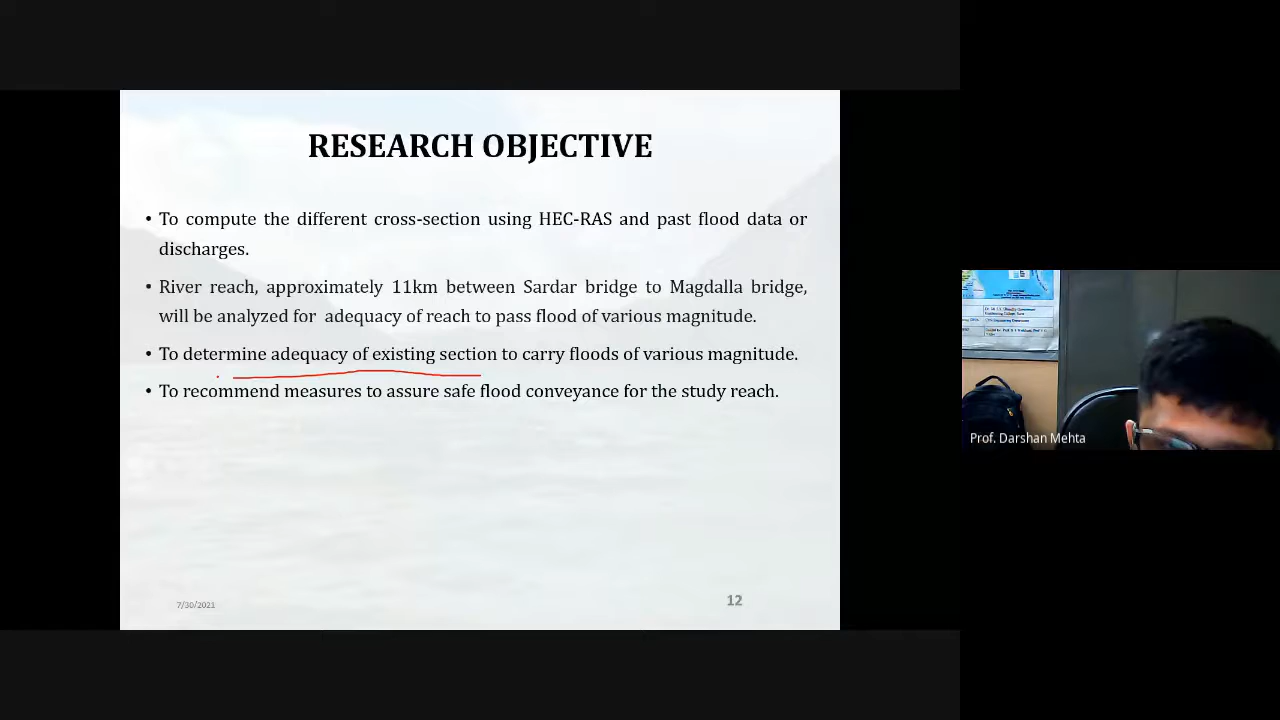 RESEARCH OBJECTIVE
• To compute the different cross-section using HEC-RAS and past flood data or
discharges.
• River reach, approximately 11km between Sardar bridge to Magdalla bridge,
will be analyzed for adequacy of reach to pass flood of various magnitude.
• To determine adequacy of existing section to carry floods of various magnitude.
• To recommend measures to assure safe flood conveyance for the study reach.
7/30/2021
12
Prof. Darshan Mehta